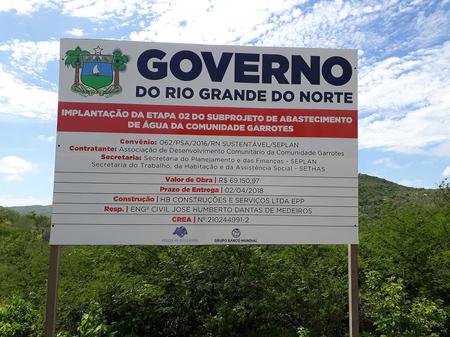 GOVERNO
DO RIO GRANDE DO NORTE
IMPLANTAÇÃO DA ETAPA 02 DO SUBPROJETO DE ABASTECIMENTO
DE ÁGUA DA COMUNIDADE GARROTES
Convênio: 062/PSA/2016/RN SUSTENTÁVEL/SEPLAN
Contratante: Associação de Desenvolvimento Comunitário da Comunidade Garrotes
Secretaria: Secretaria do Planejamento e das Finanças - SEPLAN
Secretaria do Trabalho, da Habitação e da Assistência Social - SETHAS
Valor de Obra | R$ 69.150,97
Prazo de Entrega | 02/04/2018
Construção | HB CONSTRUÇÕES E SERVIÇOS LTDA EPP
Resp. | ENGº CIVIL JOSÉ HUMBERTO DANTAS DE MEDEIROS
CREA | Nº 210244991-2
GRUPO BANCO MUNDIAL